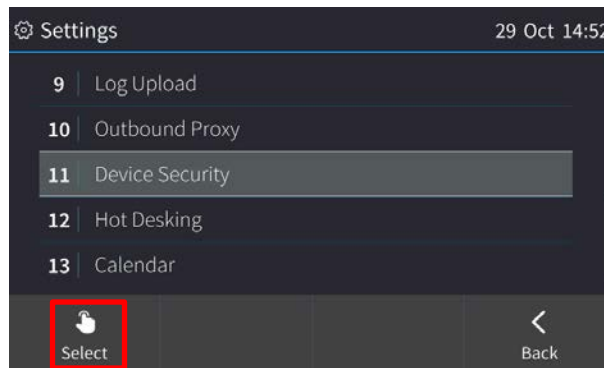 Settings 29 Oct 14:52
9 Log Upload
10 Outbound Proxy
11 Device Security
12 Hot Desking
13 Calendar
Select Back